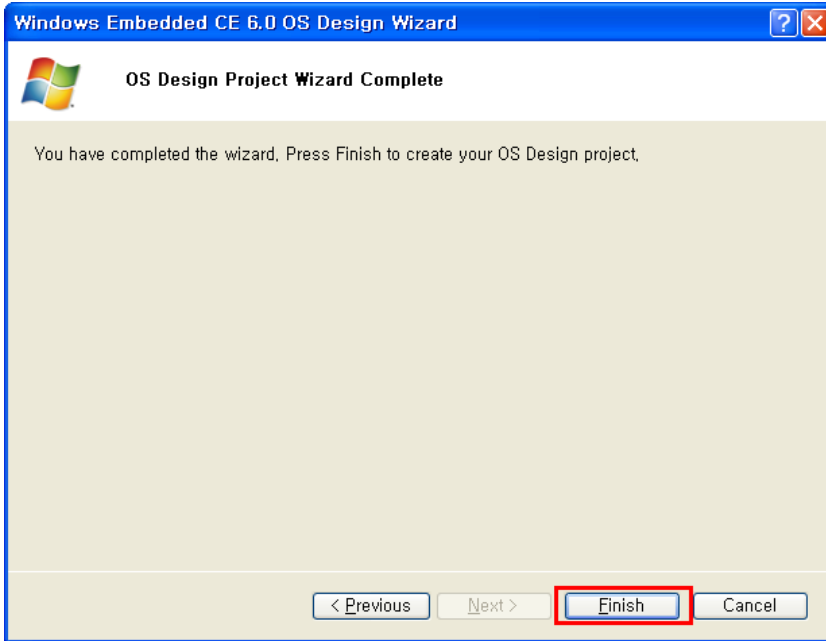 Windows Embedded CE 6.0 OS Design Wizard
OS Design Project Wizard Complete
You have completed the wizard, Press Finish to create your OS Design project,
< Previous Next > Finish Cancel